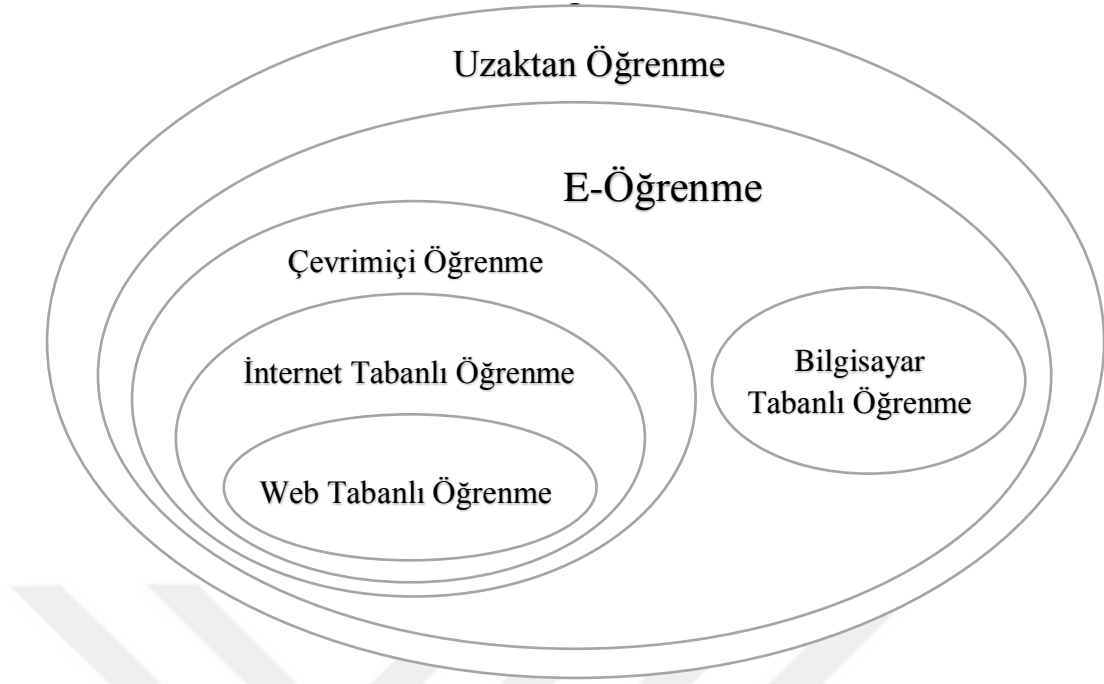 Uzaktan Öğrenme
E-Öğrenme
Çevrimiçi Öğrenme
İnternet Tabanlı Öğrenme
Web Tabanlı Öğrenme
Bilgisayar
Tabanlı Öğrenme